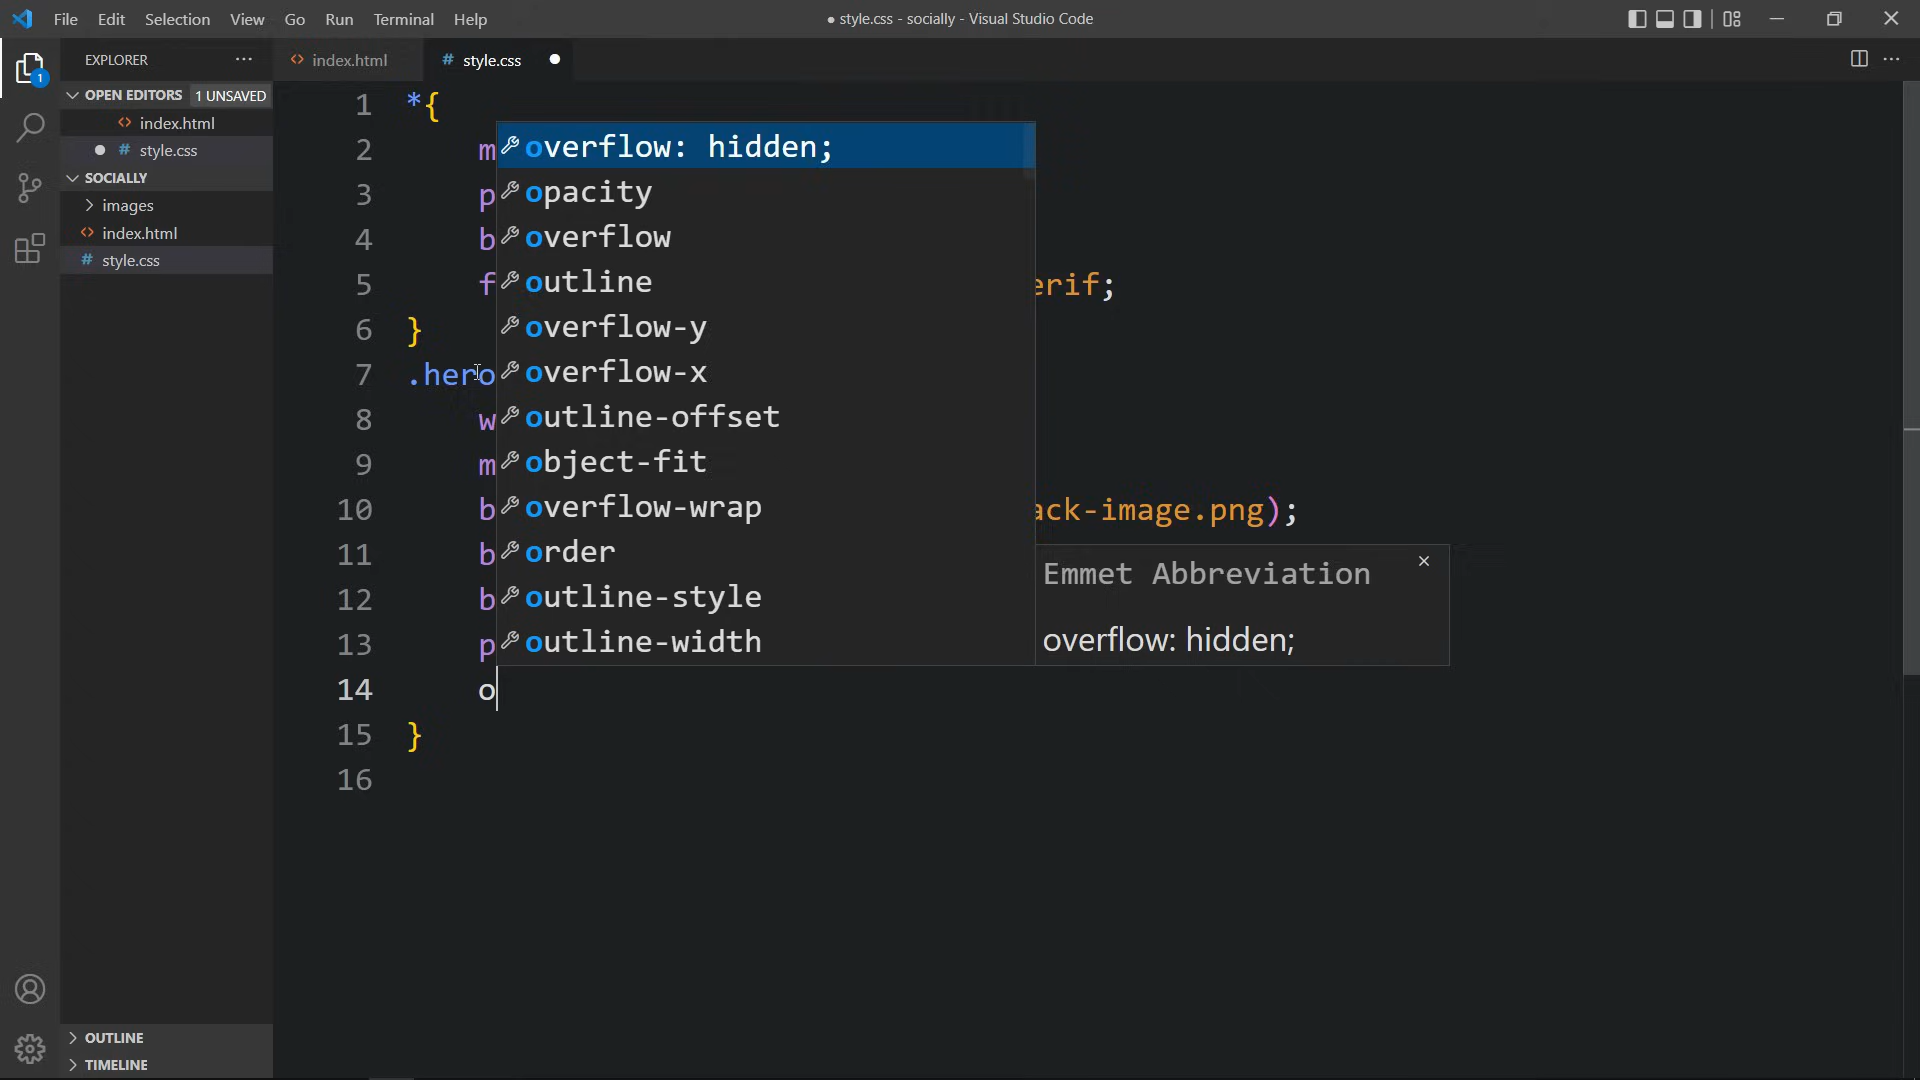 File Edit Selection View Go Run Terminal Help
● style.css - socially - Visual Studio Code
EXPLORER
OPEN EDITORS 1 UNSAVED
index.html
style.css
SOCIALLY
images
index.html
style.css
OUTLINE
TIMELINE
1
index.html
# style.css
1 *{
2 m
3 p
4 b
5 f erif;
6 }
7 .hero
8 w
9 m
10 b ack-image.png);
11 b
12 b
13 p
14 o
15 }
16
overflow: hidden;
opacity
overflow
outline
overflow-y
overflow-x
outline-offset
object-fit
overflow-wrap
order
outline-style
outline-width
Emmet Abbreviation
overflow: hidden;